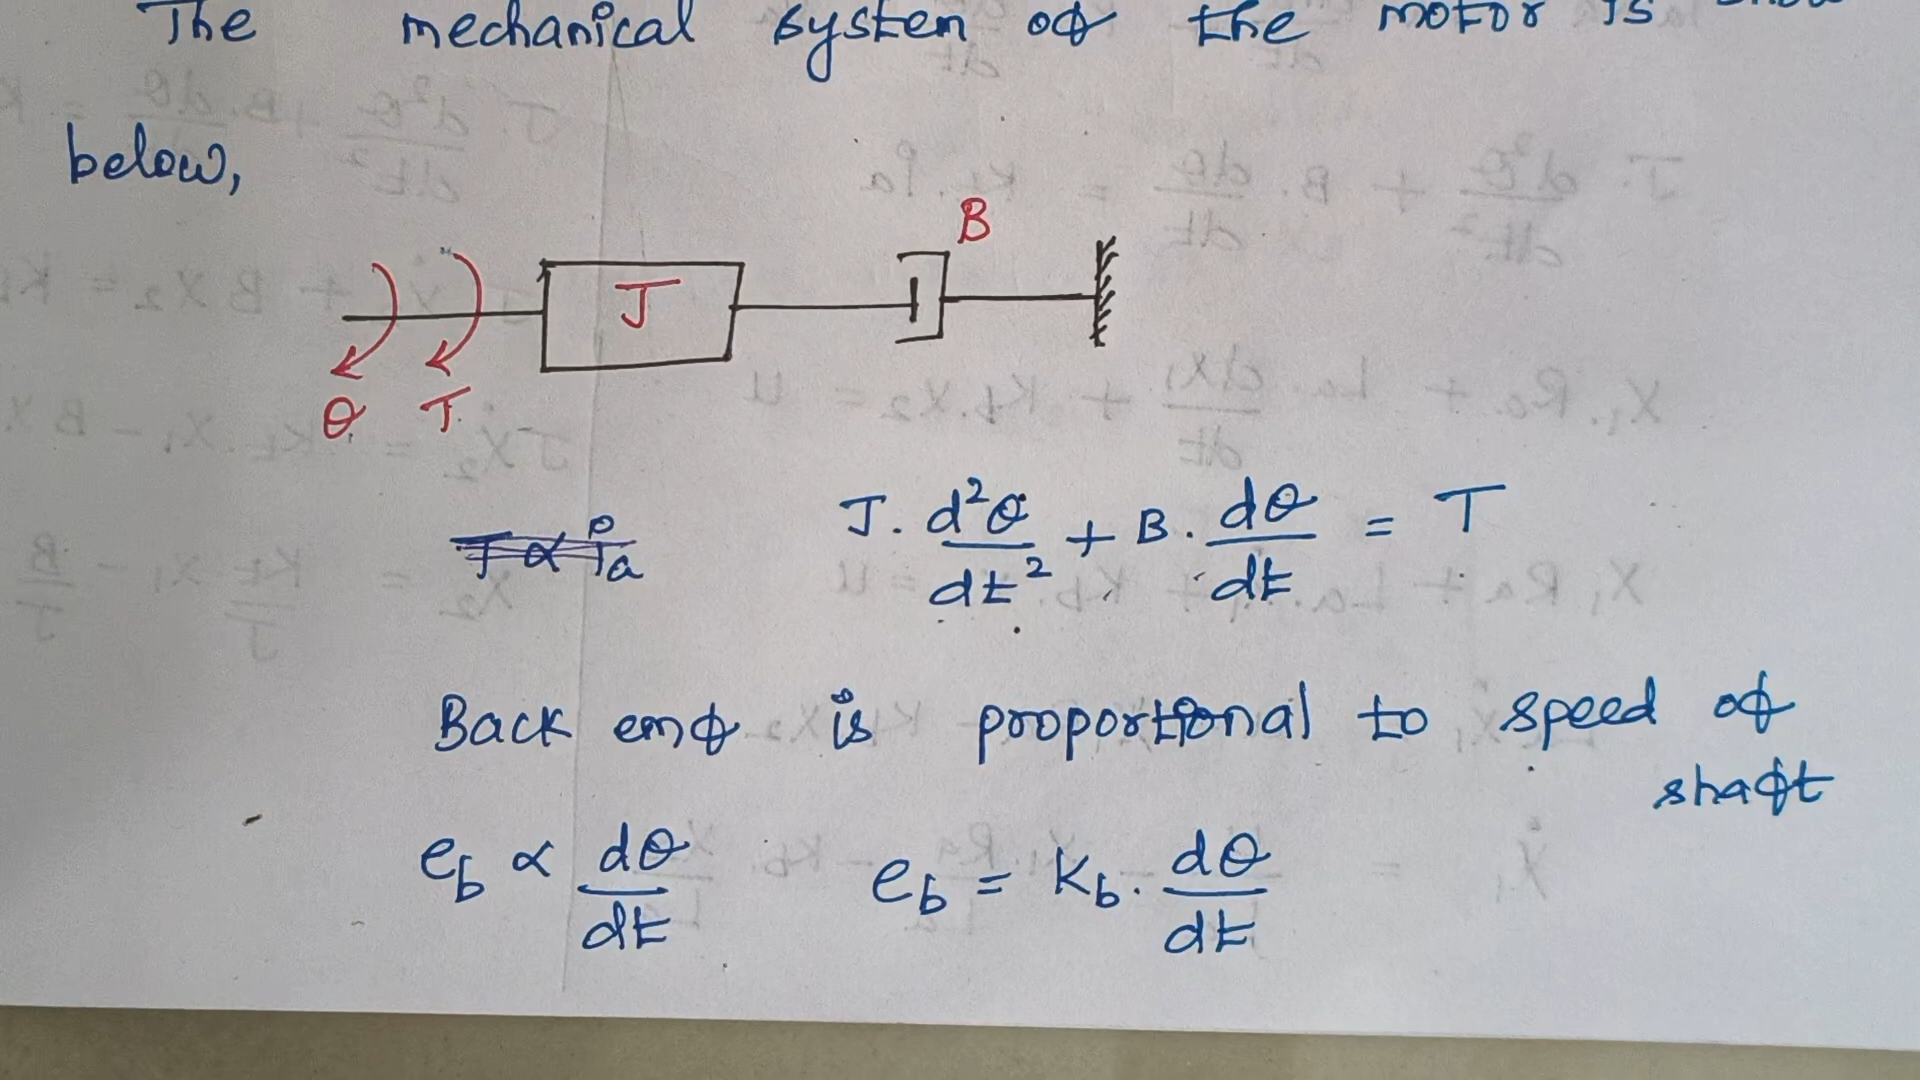 The mechanical system of the motor is
below,
B
J
θ T
T ∝ ia
J. d²θ/dt² + B. dθ/dt = T
Back emf is proportional to speed of
shaft
eb ∝ dθ/dt eb = Kb. dθ/dt